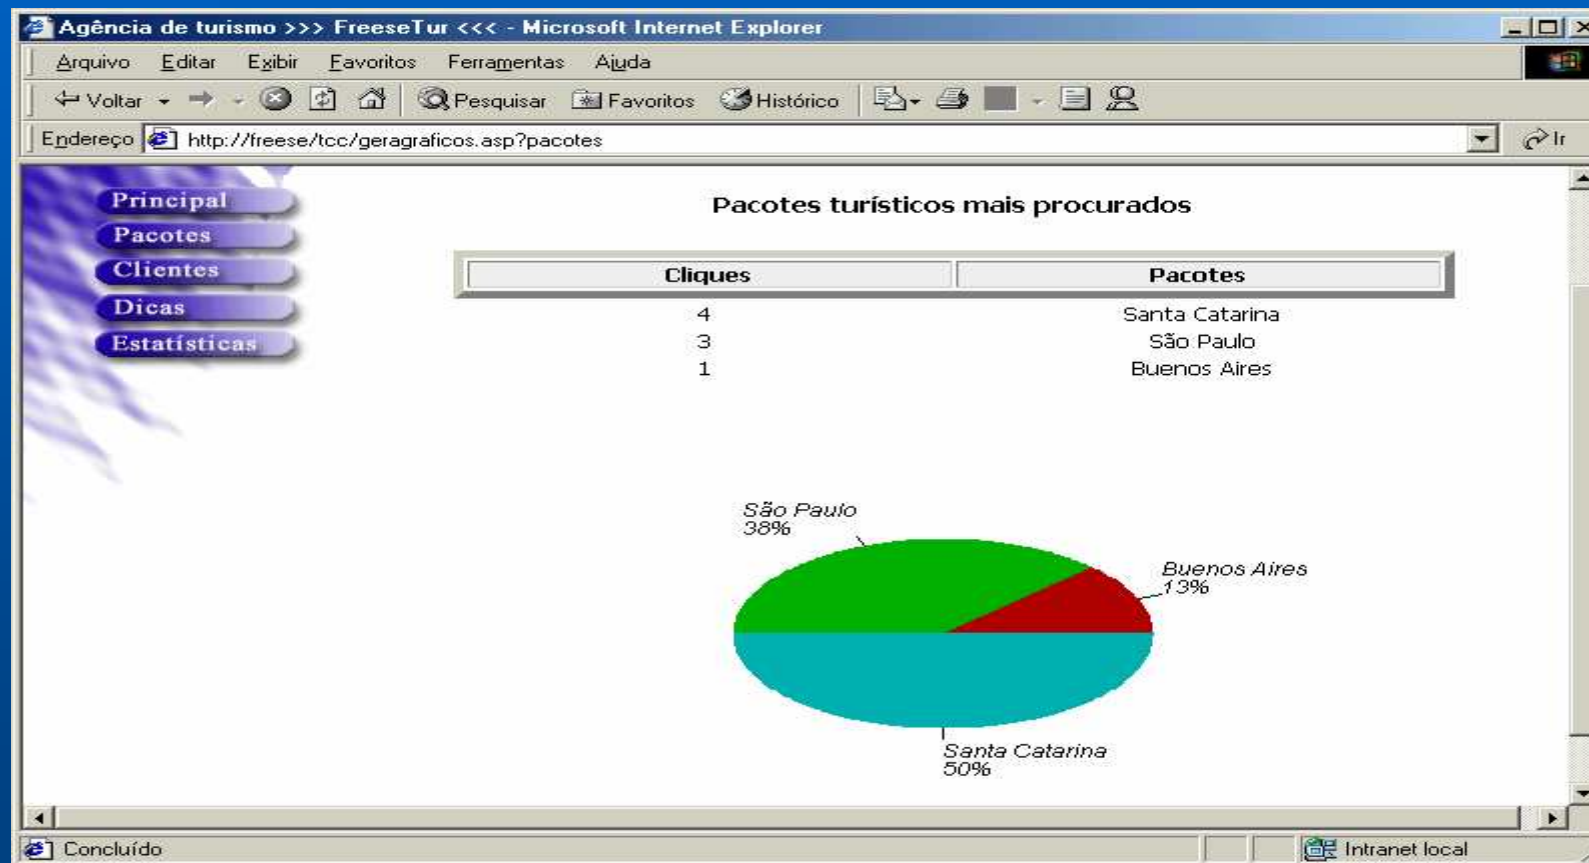 Agência de turismo >>> FreeseTur <<< - Microsoft Internet Explorer
Arquivo Editar Exibir Favoritos Ferramentas Ajuda
Voltar Pesquisar Favoritos Histórico
Endereço http://freese/tcc/geragraficos.asp?pacotes Ir
Principal
Pacotes
Clientes
Dicas
Estatísticas
Pacotes turísticos mais procurados
Cliques Pacotes
4 Santa Catarina
3 São Paulo
1 Buenos Aires
São Paulo
38%
Buenos Aires
13%
Santa Catarina
50%
Concluído Intranet local